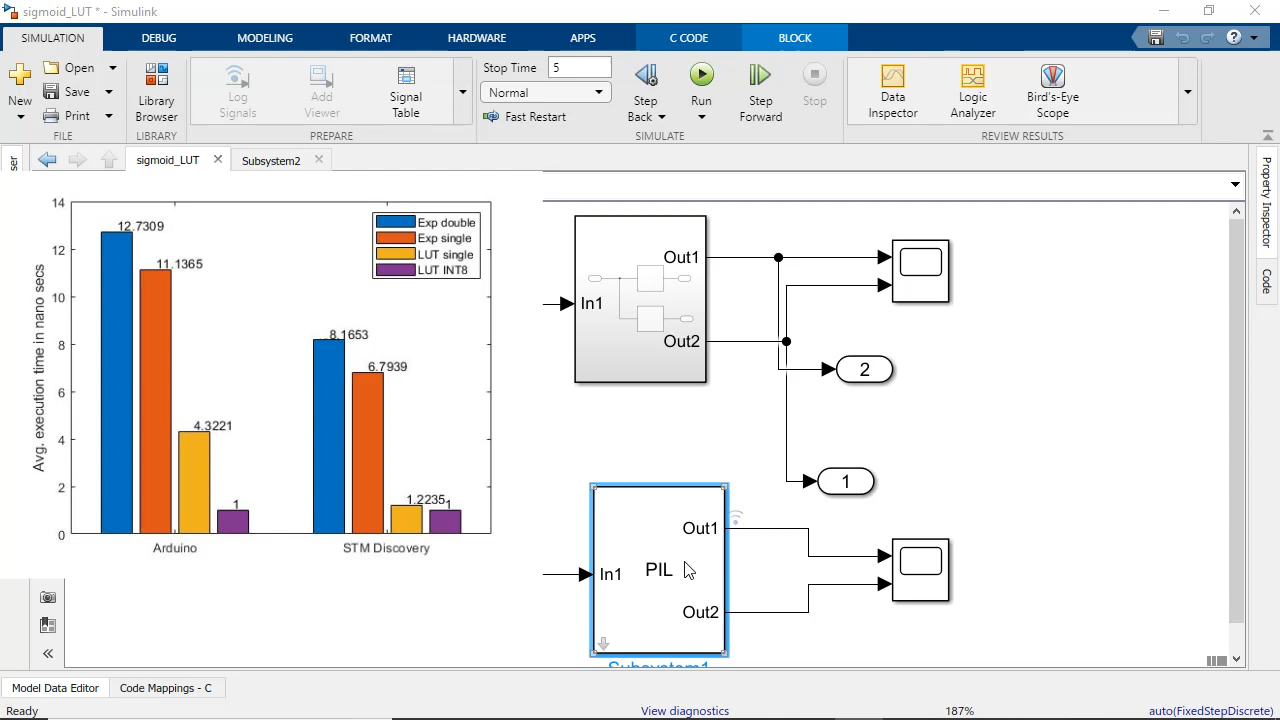 sigmoid_LUT * - Simulink
SIMULATION DEBUG MODELING FORMAT HARDWARE APPS C CODE BLOCK
New
Open
Save
Print
FILE
Library Browser
LIBRARY
Log Signals
Add Viewer
Signal Table
PREPARE
Stop Time 5
Normal
Fast Restart
Step Back
Run
Step Forward
Stop
SIMULATE
Data Inspector
Logic Analyzer
Bird's-Eye Scope
REVIEW RESULTS
ser
sigmoid_LUT
Subsystem2
Property Inspector
Code
Avg. execution time in nano secs
14
12
10
8
6
4
2
0
12.7309
11.1365
4.3221
1
8.1653
6.7939
1.2235
1
Exp double
Exp single
LUT single
LUT INT8
Arduino
STM Discovery
In1
Out1
Out2
2
1
In1
PIL
Out1
Out2
Subsystem1
Model Data Editor
Code Mappings - C
Ready
View diagnostics
187%
auto(FixedStepDiscrete)